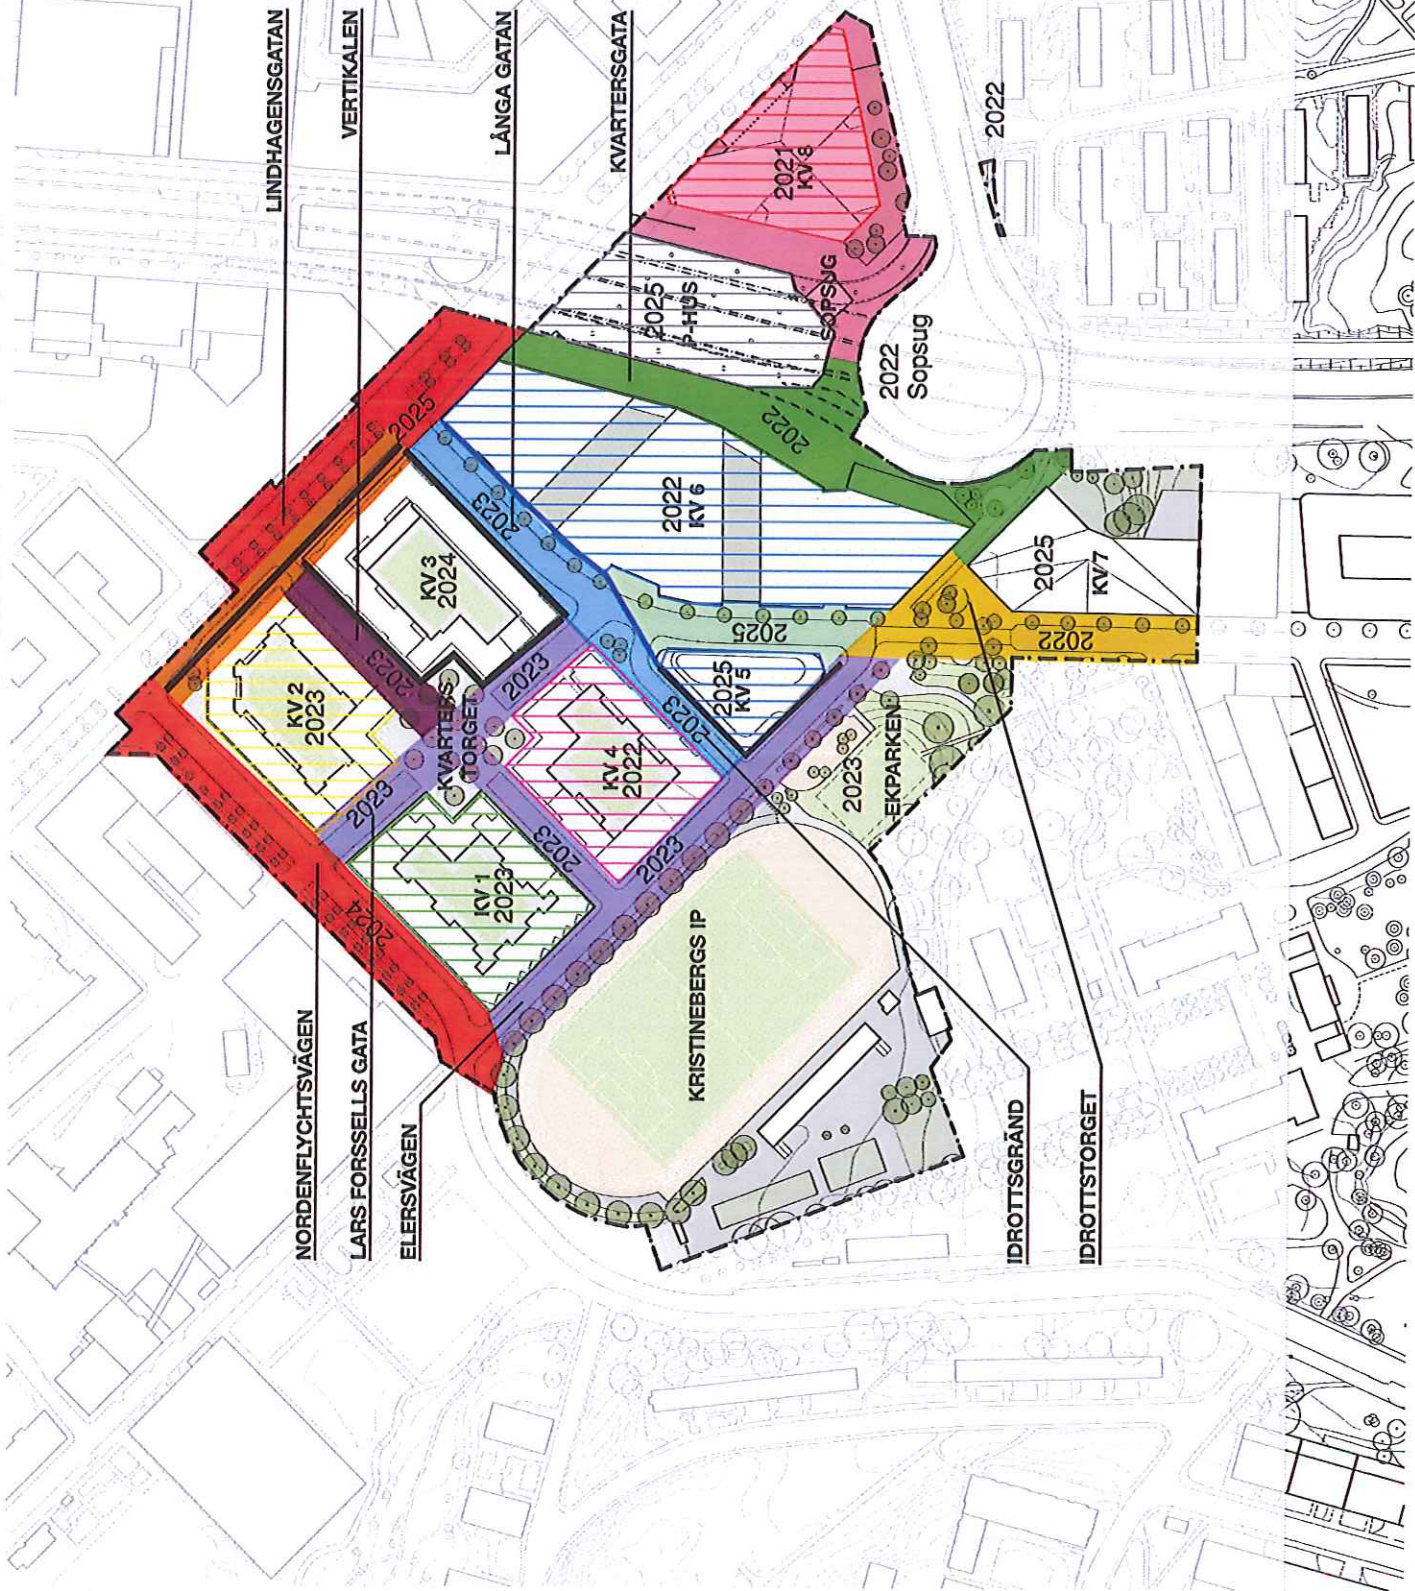 LINDHAGENSGATAN
VERTIKALEN
LÅNGA GATAN
KVARTERSGATA
NORDENFLYCHTSVÄGEN
LARS FORSSELLS GATA
ELERSVÄGEN
IDROTTSGRÄND
IDROTTSTORGET
2024
2025
KV 2
2023
KV 3
2024
2023
2023
KVARTERS
TORGET
2023
KV 1
2023
2023
KV 4
2022
2023
2023
2023
2025
KV 5
2025
2022
KV 6
2022
2025
P-HUS
2021
KV 8
SOPSUG
2022
Sopsug
2022
2025
KV7
2022
2023
EKPARKEN
KRISTINEBERGS IP